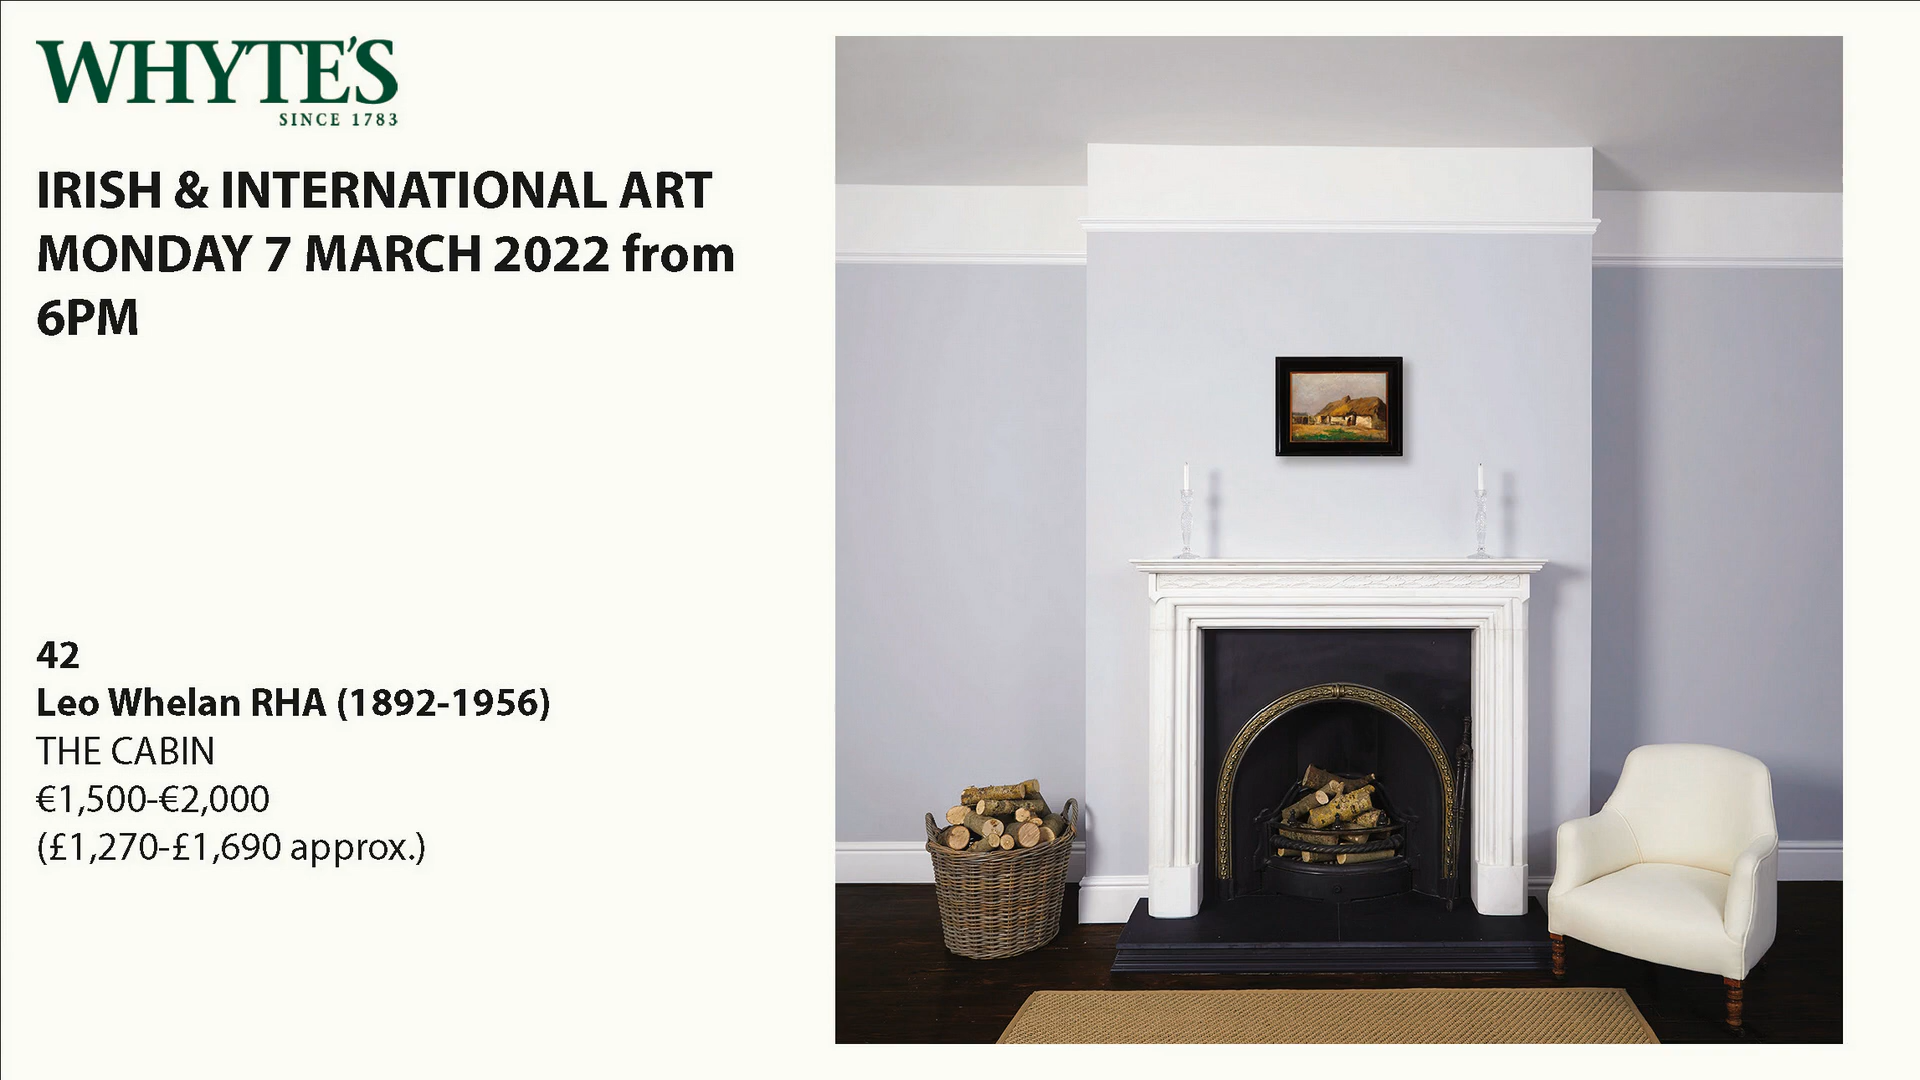 WHYTE'S
SINCE 1783
IRISH & INTERNATIONAL ART
MONDAY 7 MARCH 2022 from
6PM
42
Leo Whelan RHA (1892-1956)
THE CABIN
€1,500-€2,000
(£1,270-£1,690 approx.)